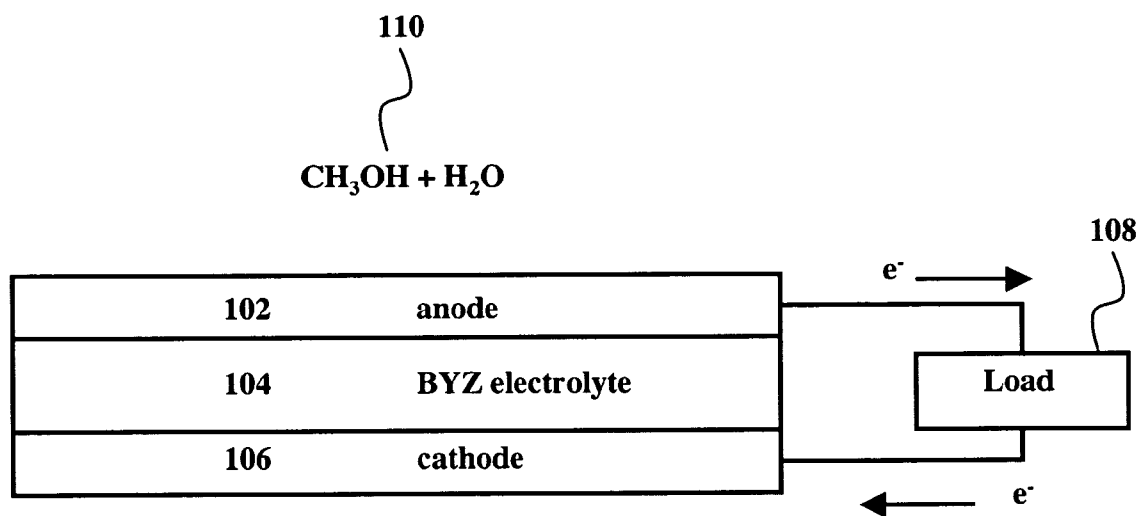 110
CH₃OH + H₂O
108
e⁻
102 anode
104 BYZ electrolyte
Load
106 cathode
e⁻